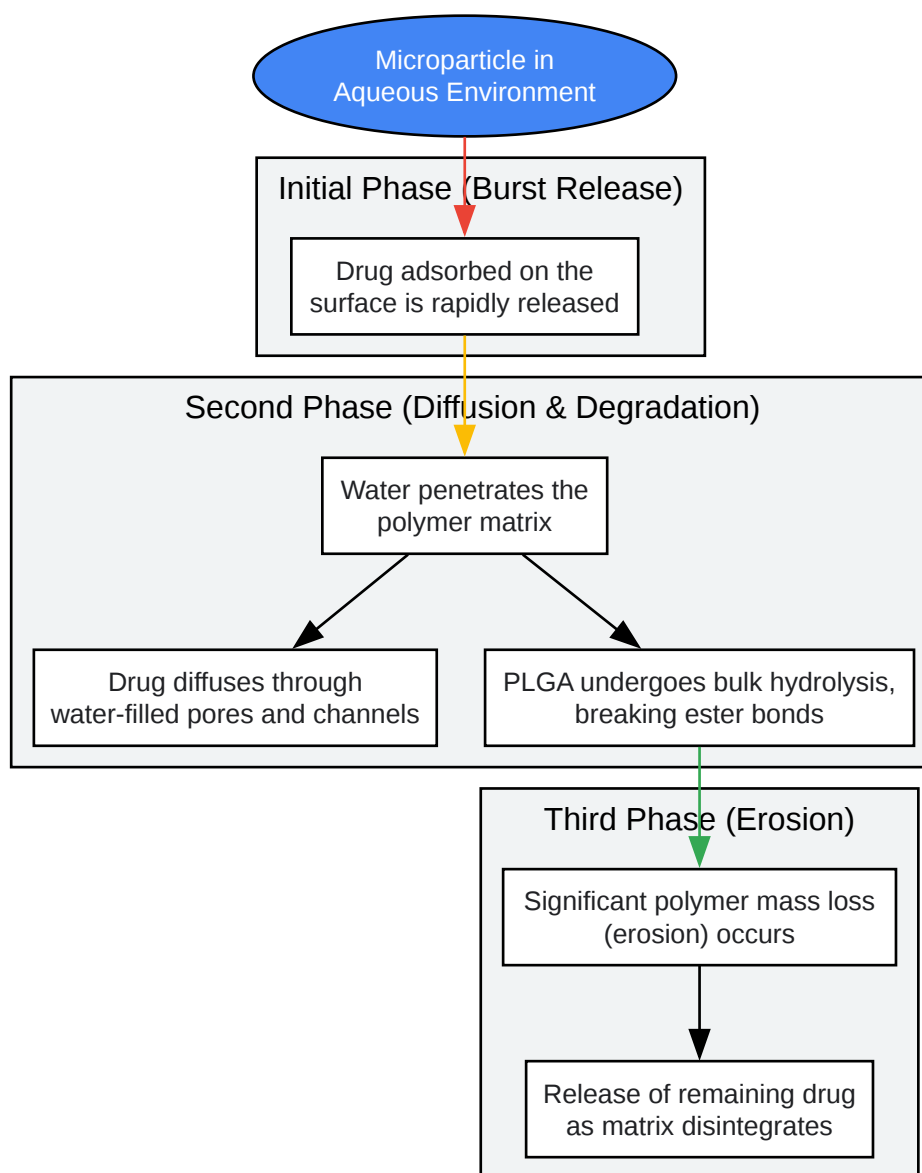 Microparticle in
Aqueous Environment
Initial Phase (Burst Release)
Drug adsorbed on the
surface is rapidly released
Second Phase (Diffusion & Degradation)
Water penetrates the
polymer matrix
Drug diffuses through
water-filled pores and channels
PLGA undergoes bulk hydrolysis,
breaking ester bonds
Third Phase (Erosion)
Significant polymer mass loss
(erosion) occurs
Release of remaining drug
as matrix disintegrates